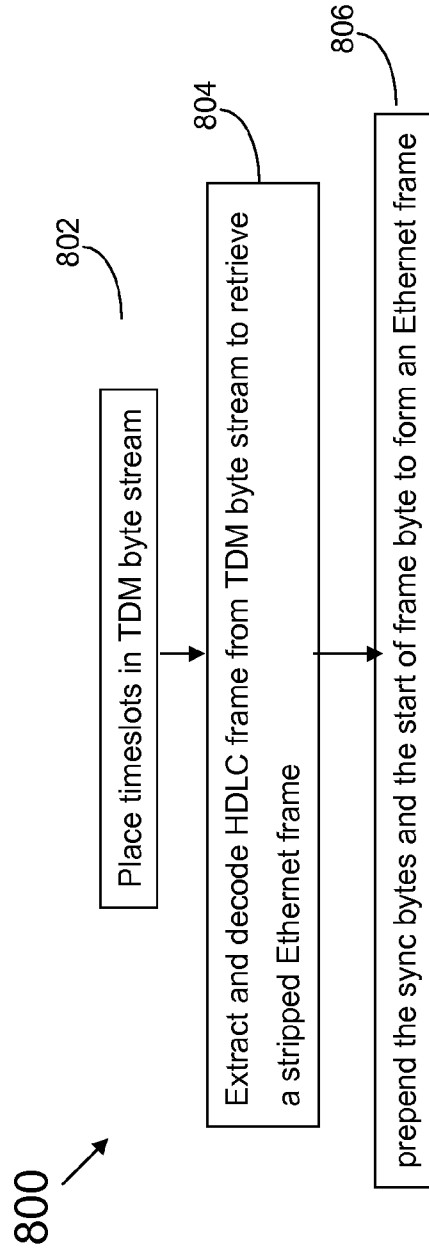 800
802
Place timeslots in TDM byte stream
804
Extract and decode HDLC frame from TDM byte stream to retrieve
a stripped Ethernet frame
806
prepend the sync bytes and the start of frame byte to form an Ethernet frame